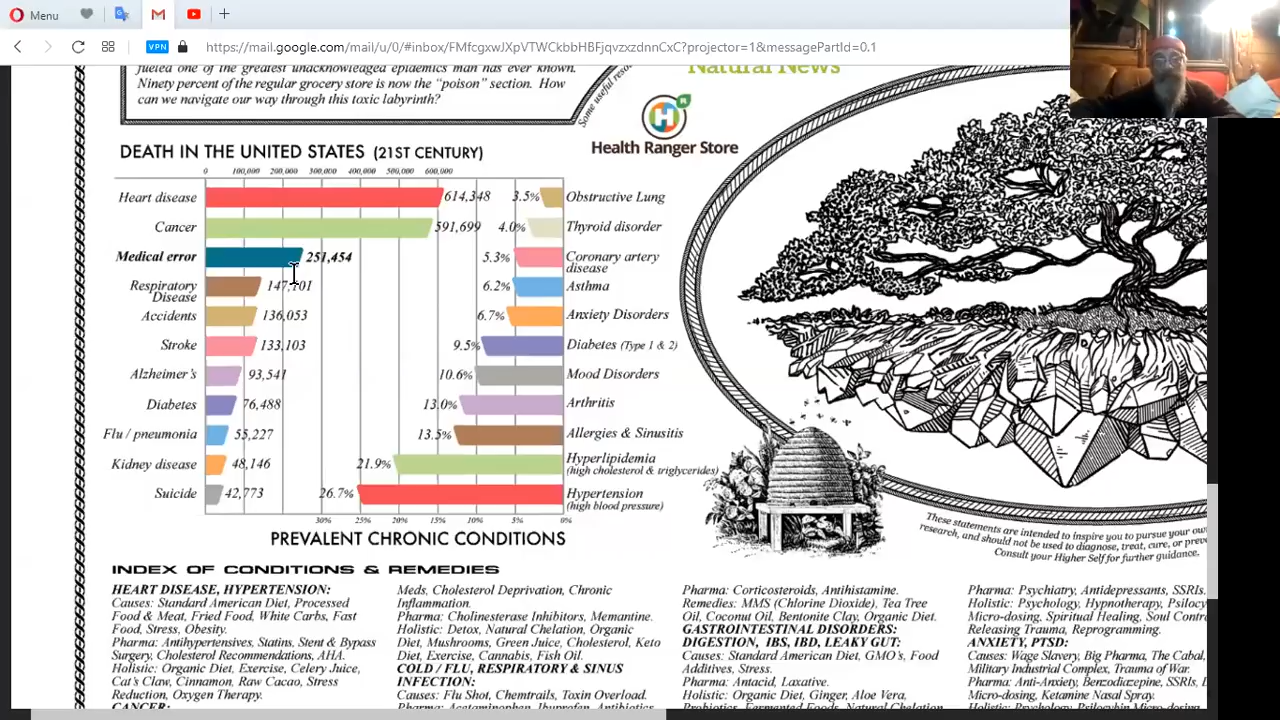 Menu
VPN
https://mail.google.com/mail/u/0/#inbox/FMfcgxwJXpVTWCkbbHBFjqvzxzdnnCxC?projector=1&messagePartId=0.1
fueled one of the greatest unacknowledged epidemics man has ever known.
Ninety percent of the regular grocery store is now the “poison” section. How
can we navigate our way through this toxic labyrinth?
Some useful
Natural News
H
R
Health Ranger Store
DEATH IN THE UNITED STATES (21ST CENTURY)
0 100,000 200,000 300,000 400,000 500,000 600,000
Heart disease 614,348 3.5% Obstructive Lung
Cancer 591,699 4.0% Thyroid disorder
Medical error 251,454 5.3% Coronary artery
disease
Respiratory 6.2% Asthma
Disease
Accidents 136,053 6.7% Anxiety Disorders
Stroke 133,103 9.5% Diabetes (Type 1 & 2)
Alzheimer's 93,541 10.6% Mood Disorders
Diabetes 76,488 13.0% Arthritis
Flu / pneumonia 55,227 13.5% Allergies & Sinusitis
Kidney disease 48,146 21.9% Hyperlipidemia
(high cholesterol & triglycerides)
Suicide 42,773 26.7% Hypertension
(high blood pressure)
30% 25% 20% 15% 10% 5% 0%
PREVALENT CHRONIC CONDITIONS
These statements are intended to inspire you to pursue your
research, and should not be used to diagnose, treat, cure, or
Consult your Higher Self for further guidance.
INDEX OF CONDITIONS & REMEDIES
HEART DISEASE, HYPERTENSION:
Causes: Standard American Diet, Processed
Food & Meat, Fried Food, White Carbs, Fast
Food, Stress, Obesity.
Pharma: Antihypertensives, Statins, Stent & Bypass
Surgery, Cholesterol Recommendations, AHA.
Holistic: Organic Diet, Exercise, Celery Juice,
Cat's Claw, Cinnamon, Raw Cacao, Stress
Reduction, Oxygen Therapy.
CANCER:
Meds, Cholesterol Deprivation, Chronic
Inflammation.
Pharma: Cholinesterase Inhibitors, Memantine.
Holistic: Detox, Natural Chelation, Organic
Diet, Mushrooms, Green Juice, Cholesterol, Keto
Diet, Exercise, Cannabis, Fish Oil.
COLD / FLU, RESPIRATORY & SINUS
INFECTION:
Causes: Flu Shot, Chemtrails, Toxin Overload.
Pharma: Acetaminophen, Ibuprofen, Antibiotics
Pharma: Corticosteroids, Antihistamine.
Remedies: MMS (Chlorine Dioxide), Tea Tree
Oil, Coconut Oil, Bentonite Clay, Organic Diet.
GASTROINTESTINAL DISORDERS:
DIGESTION, IBS, IBD, LEAKY GUT:
Causes: Standard American Diet, GMO's, Food
Additives, Stress.
Pharma: Antacid, Laxative.
Holistic: Organic Diet, Ginger, Aloe Vera,
Probiotics, Fermented Foods, Natural Chelation
Pharma: Psychiatry, Antidepressants, SSRIs,
Holistic: Psychology, Hypnotherapy,
Micro-dosing, Spiritual Healing, Soul
Releasing Trauma, Reprogramming.
ANXIETY, PTSD:
Causes: Wage Slavery, Big Pharma, The Cabal,
Military Industrial Complex, Trauma of War.
Pharma: Anti-Anxiety, Benzodiazepine, SSRIs,
Micro-dosing, Ketamine Nasal Spray.
Holistic: Psychology, Psilocybin Micro-dosing,